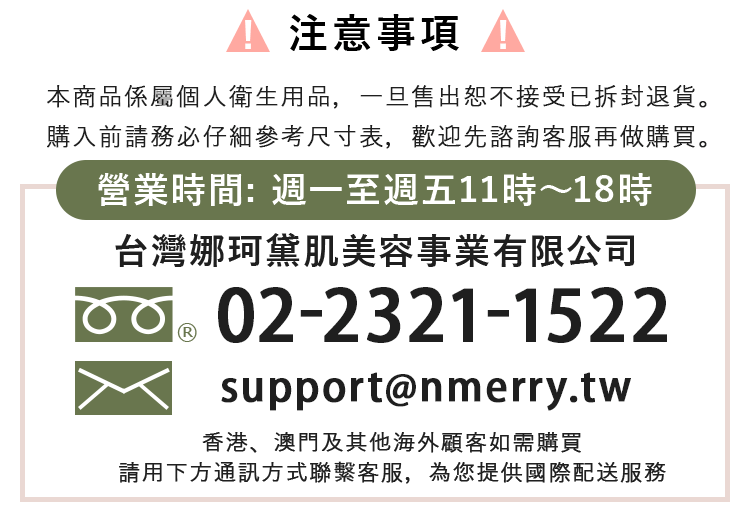 注意事項
本商品係屬個人衛生用品，一旦售出恕不接受已拆封退貨。
購入前請務必仔細參考尺寸表，歡迎先諮詢客服再做購買。
營業時間: 週一至週五11時～18時
台灣娜珂黛肌美容事業有限公司
® 02-2321-1522
support@nmerry.tw
香港、澳門及其他海外顧客如需購買
請用下方通訊方式聯繫客服，為您提供國際配送服務